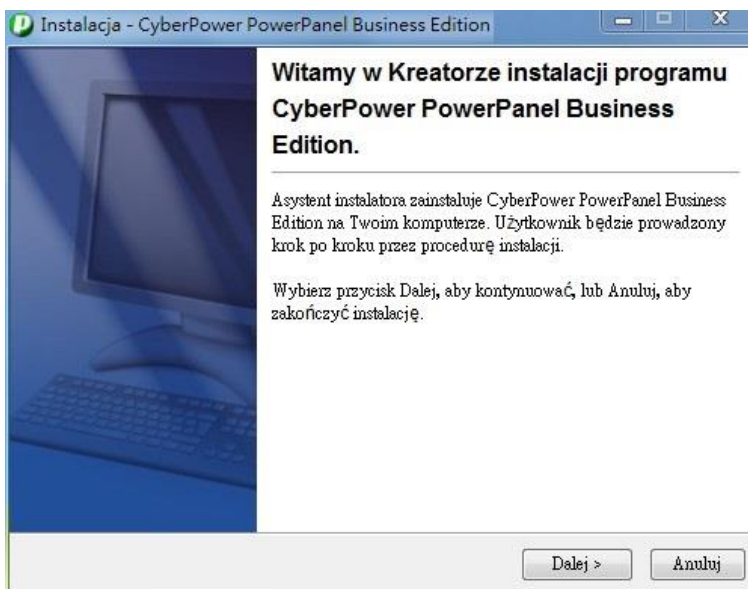 Instalacja - CyberPower PowerPanel Business Edition
Witamy w Kreatorze instalacji programu
CyberPower PowerPanel Business
Edition.
Asystent instalatora zainstaluje CyberPower PowerPanel Business
Edition na Twoim komputerze. Użytkownik będzie prowadzony
krok po kroku przez procedurę instalacji.
Wybierz przycisk Dalej, aby kontynuować, lub Anuluj, aby
zakończyć instalację.
Dalej >
Anuluj